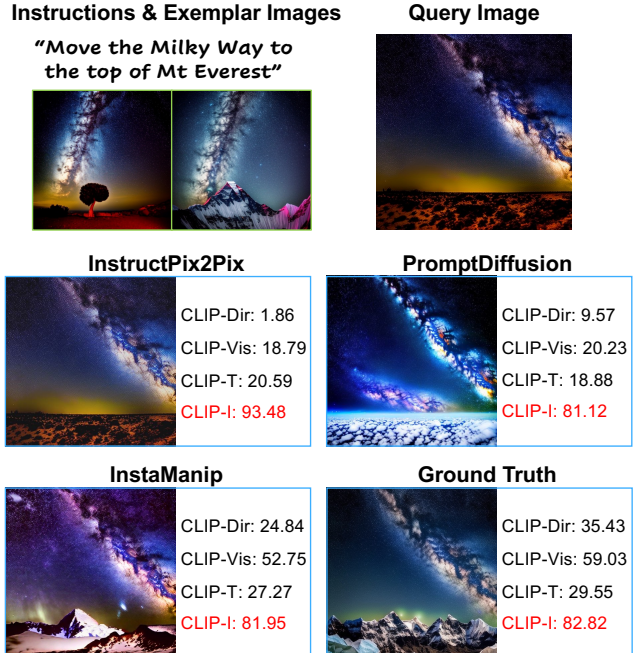 Instructions & Exemplar Images
Query Image
"Move the Milky Way to
the top of Mt Everest"
InstructPix2Pix
CLIP-Dir: 1.86
CLIP-Vis: 18.79
CLIP-T: 20.59
CLIP-I: 93.48
PromptDiffusion
CLIP-Dir: 9.57
CLIP-Vis: 20.23
CLIP-T: 18.88
CLIP-I: 81.12
InstaManip
CLIP-Dir: 24.84
CLIP-Vis: 52.75
CLIP-T: 27.27
CLIP-I: 81.95
Ground Truth
CLIP-Dir: 35.43
CLIP-Vis: 59.03
CLIP-T: 29.55
CLIP-I: 82.82